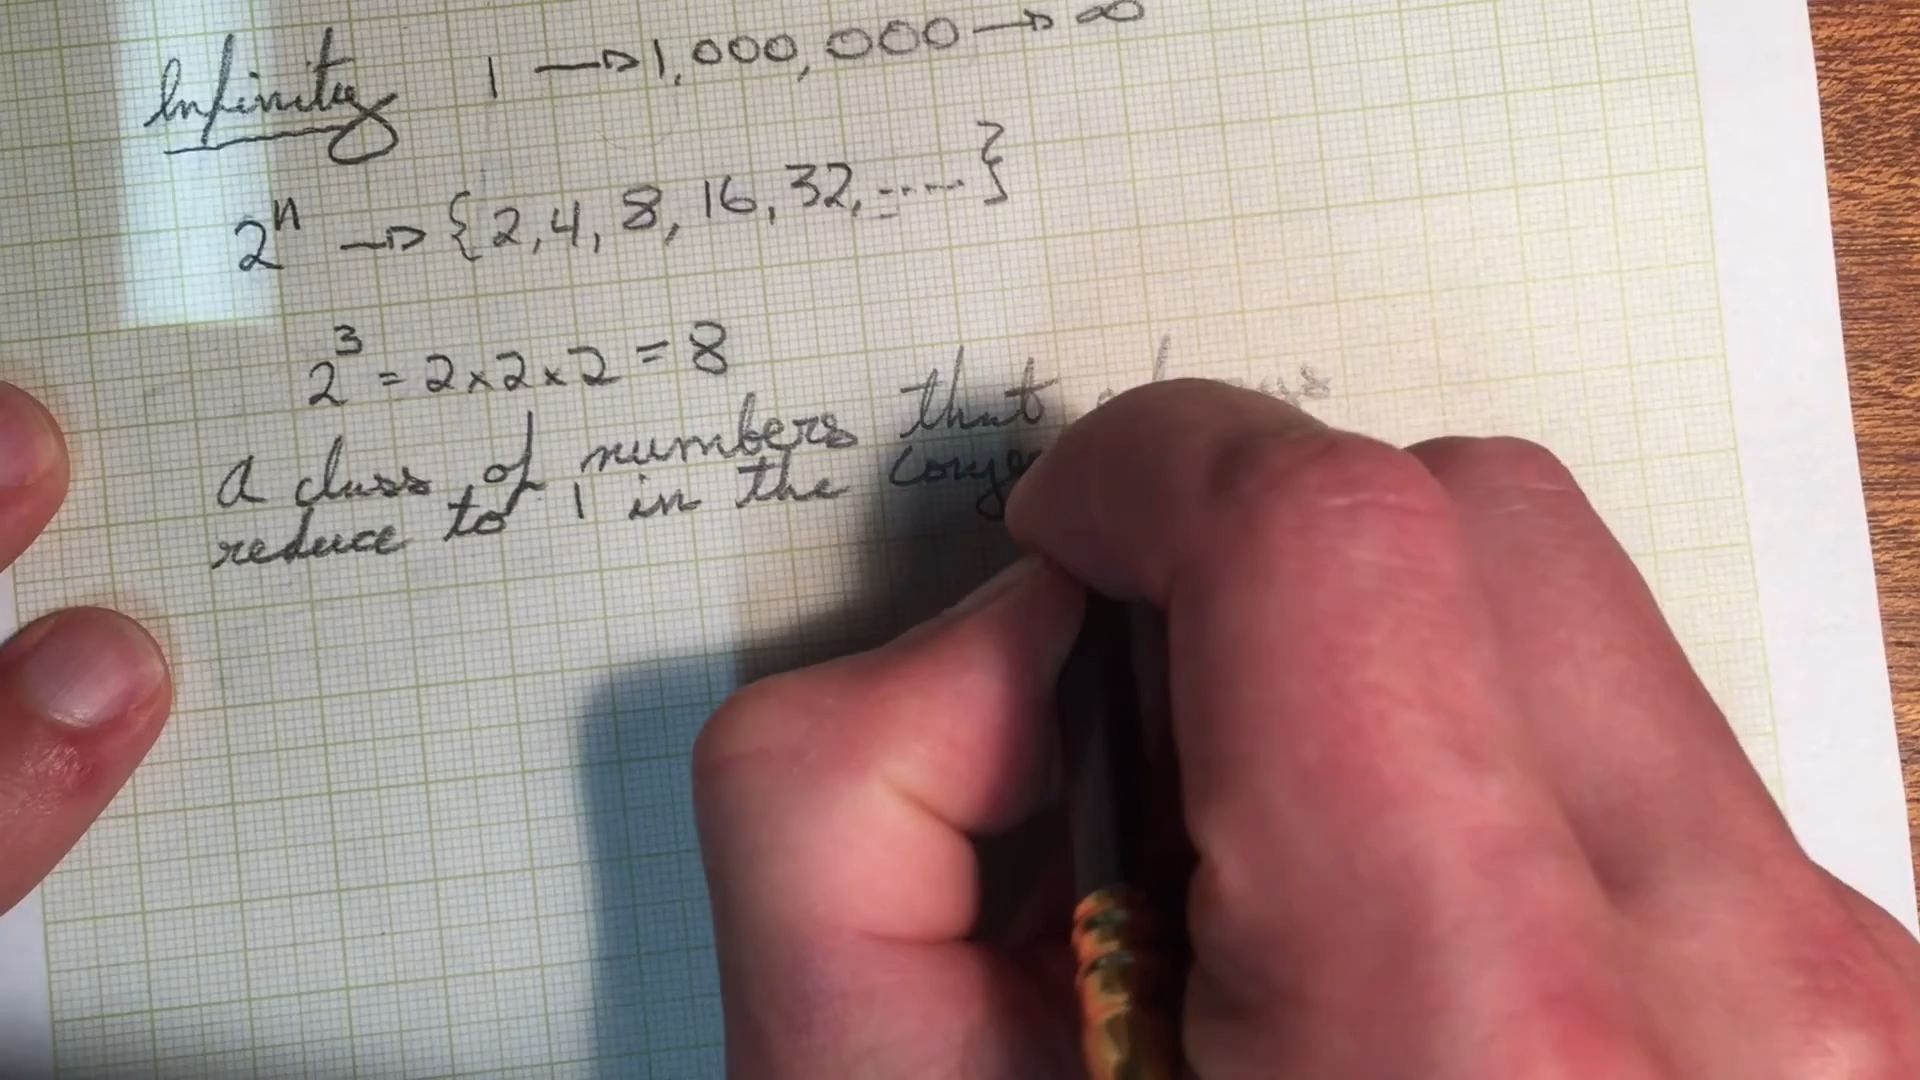 Infinity 1 → 1,000,000 → ∞
2ⁿ → {2, 4, 8, 16, 32, ......}
2³ = 2 × 2 × 2 = 8
A class of numbers that
reduce to 1 in the